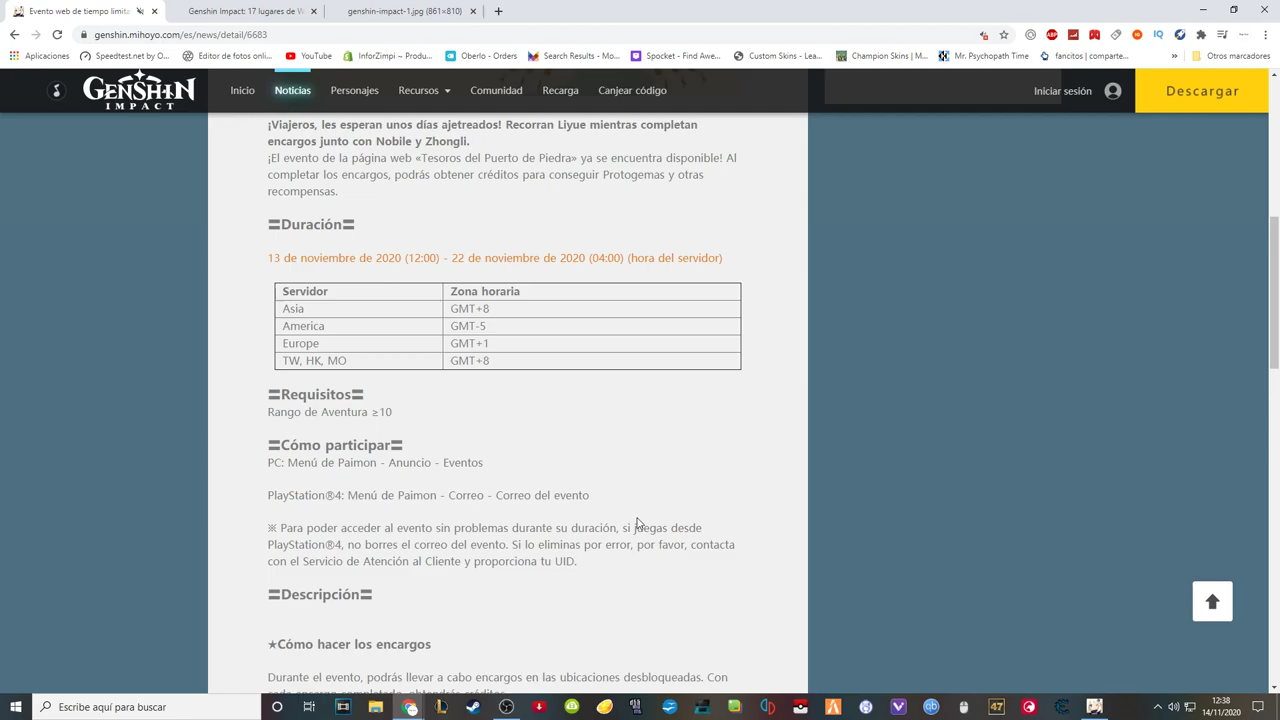 Evento web de tiempo limita
Genshin Impact: 17 lugares de W
genshin-impact-1.jpg (861×810)
genshin.mihoyo.com/es/news/detail/6683
Aplicaciones
Speedtest.net by O...
Editor de fotos onl...
YouTube
InforZimpi ~ Produ...
Oberlo - Orders
Search Results - Mo...
Spocket - Find Awe...
Custom Skins - Lea...
Champion Skins | M...
Mr. Psychopath Time
fancitos | comparte...
»
Otros marcadores
GENSHIN IMPACT
Inicio
Noticias
Personajes
Recursos
Comunidad
Recarga
Canjear código
Iniciar sesión
Descargar
¡Viajeros, les esperan unos días ajetreados! Recorran Liyue mientras completan
encargos junto con Nobile y Zhongli.
¡El evento de la página web «Tesoros del Puerto de Piedra» ya se encuentra disponible! Al
completar los encargos, podrás obtener créditos para conseguir Protogemas y otras
recompensas.
〓Duración〓
13 de noviembre de 2020 (12:00) - 22 de noviembre de 2020 (04:00) (hora del servidor)
Servidor Zona horaria
Asia GMT+8
America GMT-5
Europe GMT+1
TW, HK, MO GMT+8
〓Requisitos〓
Rango de Aventura ≥10
〓Cómo participar〓
PC: Menú de Paimon - Anuncio - Eventos
PlayStation®4: Menú de Paimon - Correo - Correo del evento
※ Para poder acceder al evento sin problemas durante su duración, si juegas desde
PlayStation®4, no borres el correo del evento. Si lo eliminas por error, por favor, contacta
con el Servicio de Atención al Cliente y proporciona tu UID.
〓Descripción〓
★Cómo hacer los encargos
Durante el evento, podrás llevar a cabo encargos en las ubicaciones desbloqueadas. Con
cada encargo completado, obtendrás créditos.
Escribe aquí para buscar
47
12:38
14/11/2020